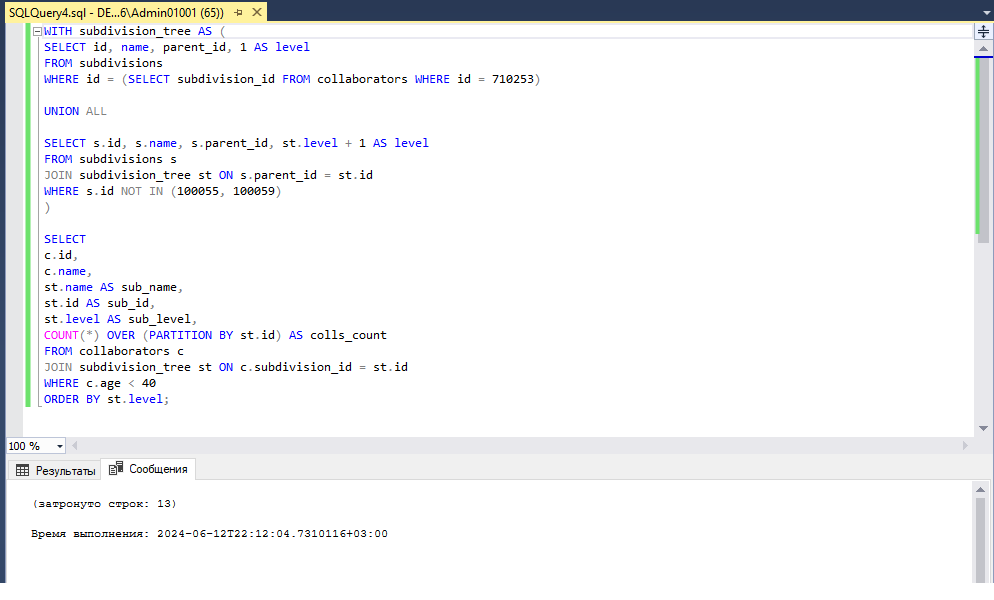 SQLQuery4.sql - DE...6\Admin01001 (65))
WITH subdivision_tree AS (
SELECT id, name, parent_id, 1 AS level
FROM subdivisions
WHERE id = (SELECT subdivision_id FROM collaborators WHERE id = 710253)
UNION ALL
SELECT s.id, s.name, s.parent_id, st.level + 1 AS level
FROM subdivisions s
JOIN subdivision_tree st ON s.parent_id = st.id
WHERE s.id NOT IN (100055, 100059)
)
SELECT
c.id,
c.name,
st.name AS sub_name,
st.id AS sub_id,
st.level AS sub_level,
COUNT(*) OVER (PARTITION BY st.id) AS colls_count
FROM collaborators c
JOIN subdivision_tree st ON c.subdivision_id = st.id
WHERE c.age < 40
ORDER BY st.level;
100 %
Результаты Сообщения
(затронуто строк: 13)
Время выполнения: 2024-06-12T22:12:04.7310116+03:00